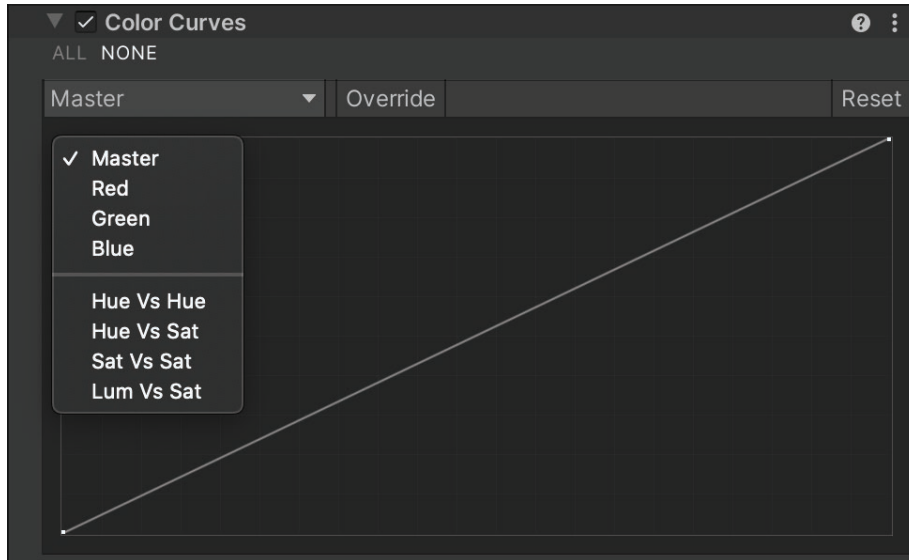 Color Curves
ALL NONE
Master Override Reset
✓ Master
Red
Green
Blue
Hue Vs Hue
Hue Vs Sat
Sat Vs Sat
Lum Vs Sat